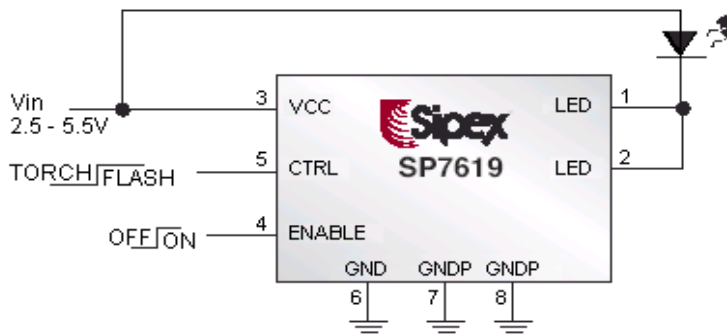 Vin
2.5 - 5.5V
3
VCC
Sipex
SP7619
LED
1
TORCH FLASH
5
CTRL
LED
2
OFF ON
4
ENABLE
GND
GNDP
GNDP
6
7
8